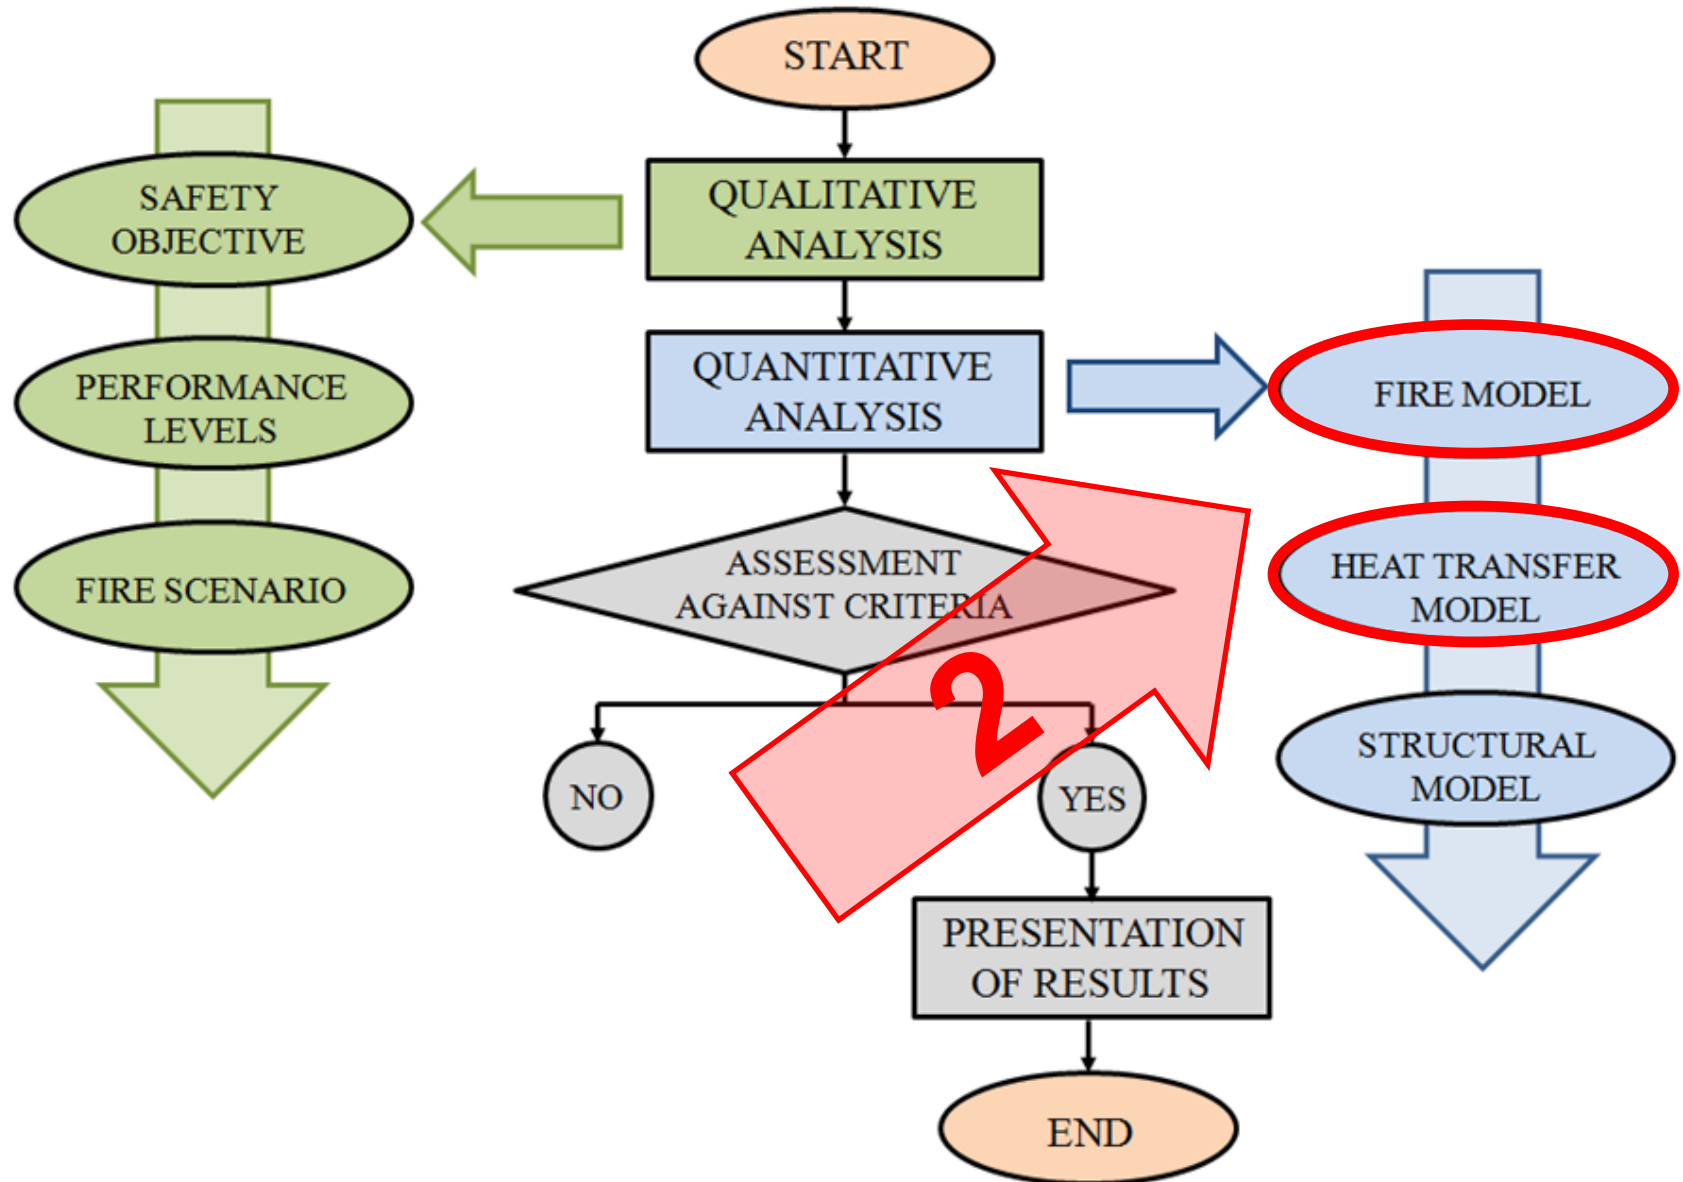 START
QUALITATIVE
ANALYSIS
SAFETY
OBJECTIVE
PERFORMANCE
LEVELS
FIRE SCENARIO
QUANTITATIVE
ANALYSIS
FIRE MODEL
HEAT TRANSFER
MODEL
STRUCTURAL
MODEL
ASSESSMENT
AGAINST CRITERIA
2
NO
YES
PRESENTATION
OF RESULTS
END